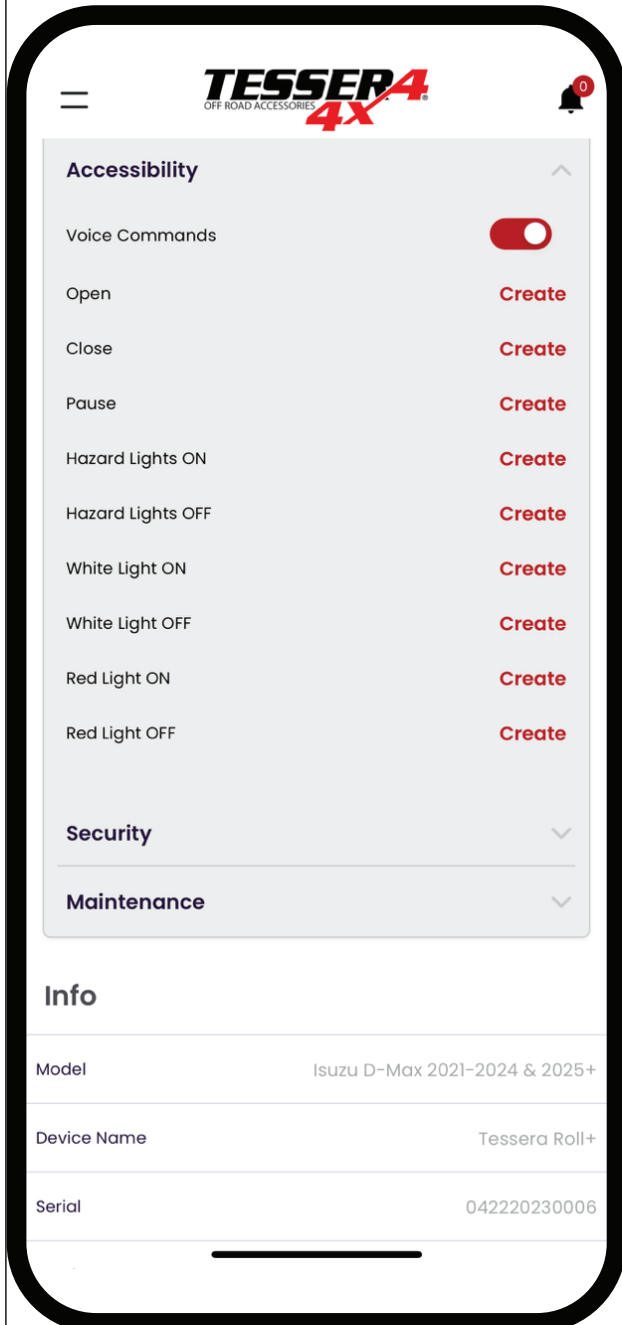 TESSER4
OFF ROAD ACCESSORIES
4X
0
Accessibility
Voice Commands
Open Create
Close Create
Pause Create
Hazard Lights ON Create
Hazard Lights OFF Create
White Light ON Create
White Light OFF Create
Red Light ON Create
Red Light OFF Create
Security
Maintenance
Info
Model Isuzu D-Max 2021-2024 & 2025+
Device Name Tessera Roll+
Serial 042220230006